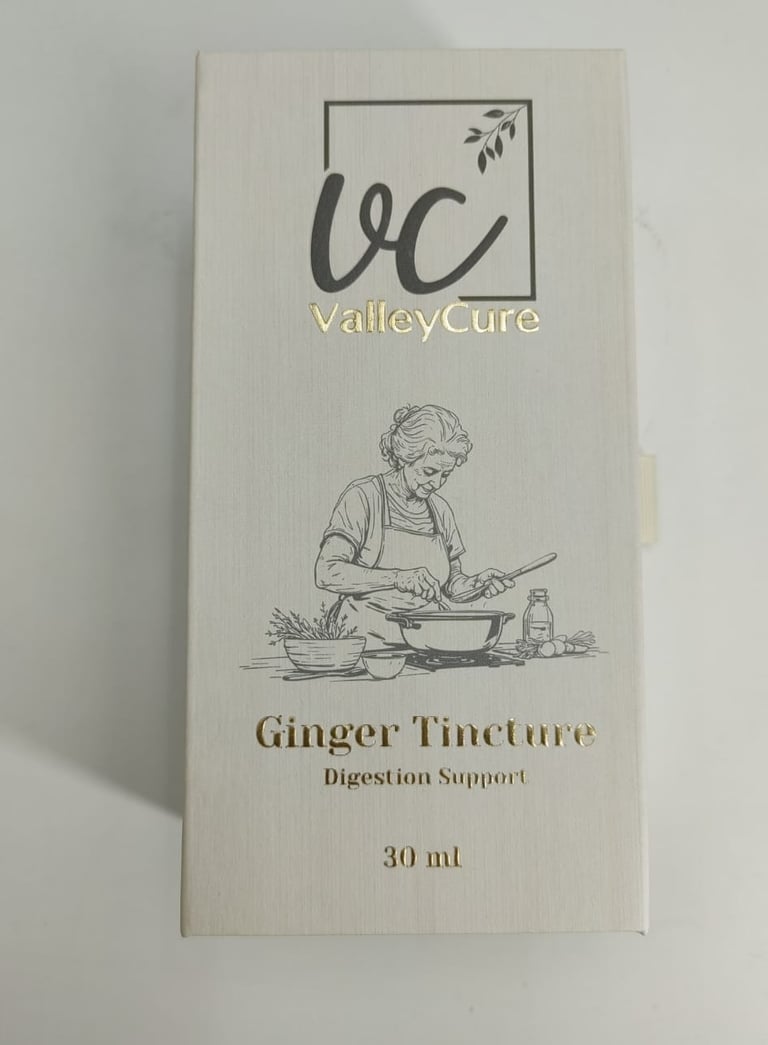 vc
ValleyCure
Ginger Tincture
Digestion Support
30 ml